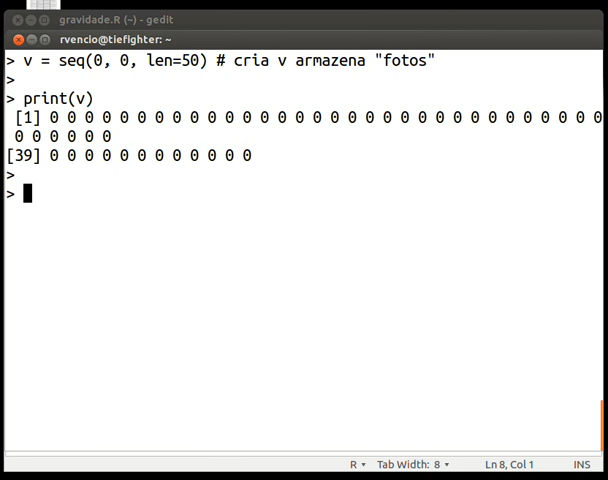 gravidade.R (~) - gedit
rvencio@tiefighter: ~
> v = seq(0, 0, len=50) # cria v armazena "fotos"
>
> print(v)
[1] 0 0 0 0 0 0 0 0 0 0 0 0 0 0 0 0 0 0 0 0 0 0 0 0 0 0 0 0 0 0 0 0
0 0 0 0 0 0
[39] 0 0 0 0 0 0 0 0 0 0 0 0
>
>
R Tab Width: 8 Ln 8, Col 1 INS